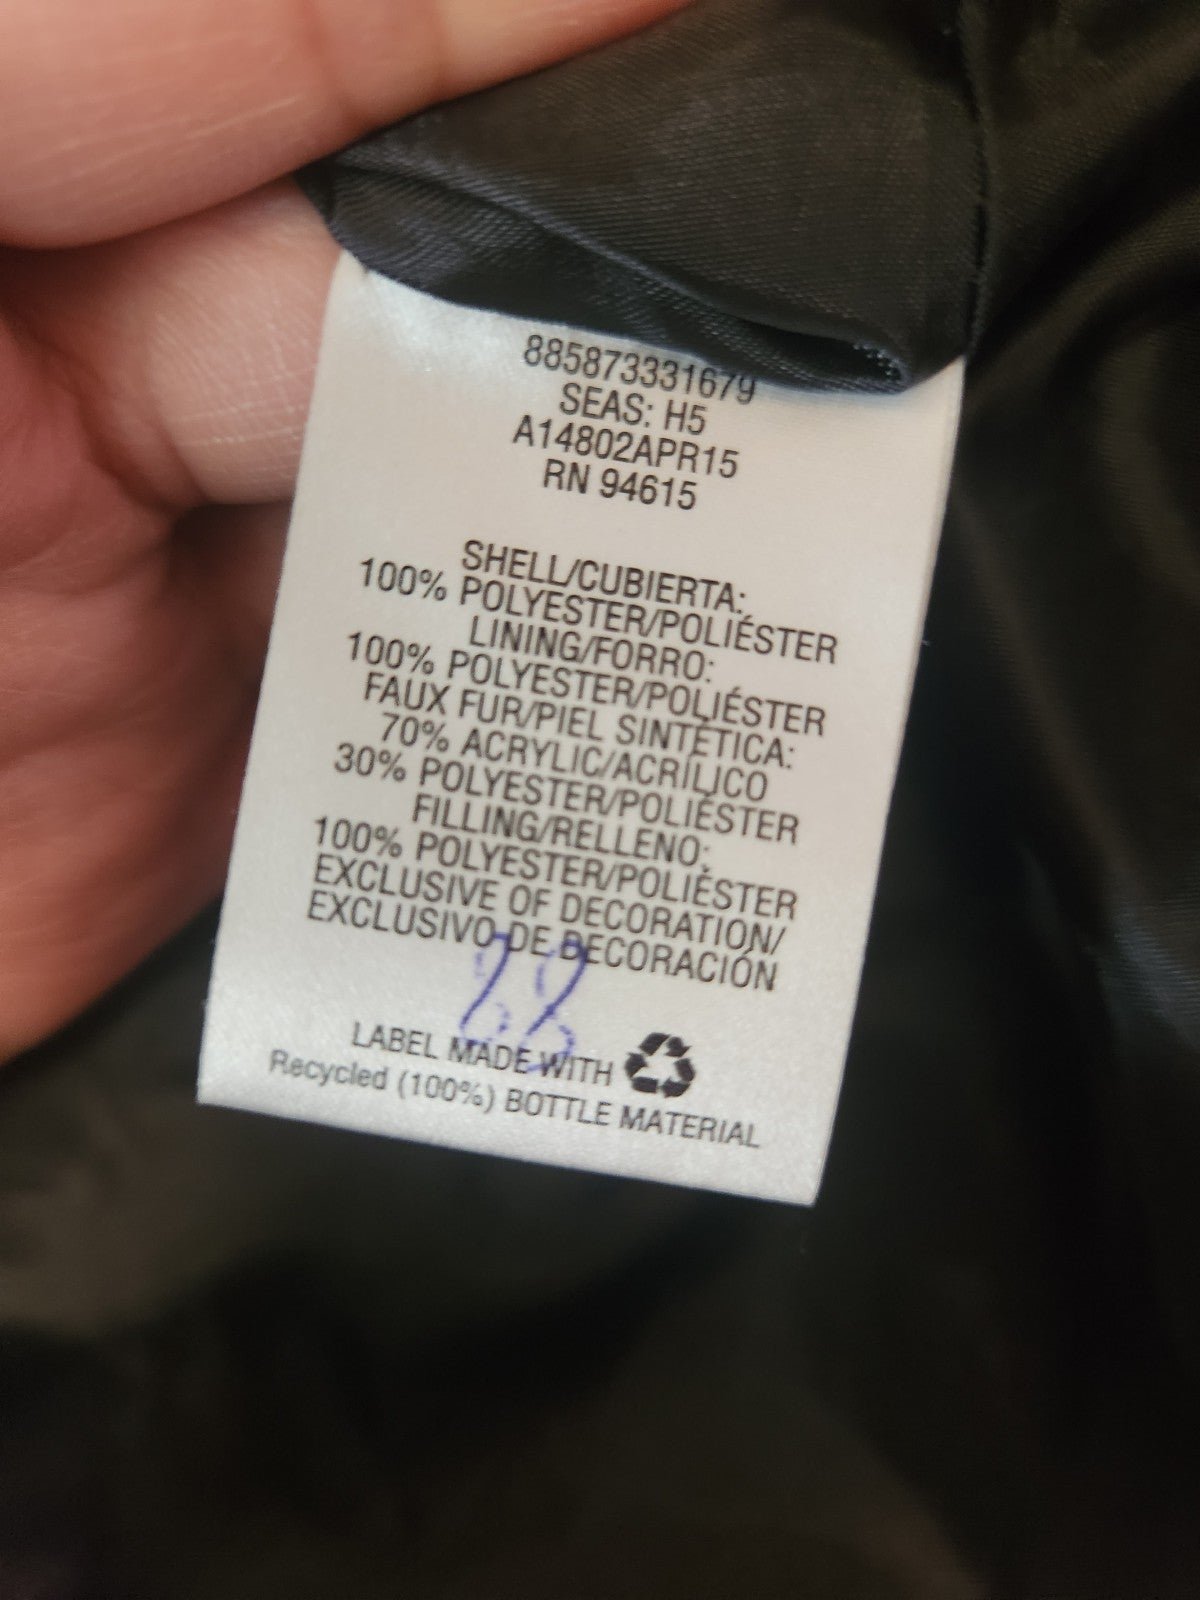 885873331679
SEAS: H5
A14802APR15
RN 94615
SHELL/CUBIERTA:
100% POLYESTER/POLIÉSTER
LINING/FORRO:
100% POLYESTER/POLIÉSTER
FAUX FUR/PIEL SINTÉTICA:
70% ACRYLIC/ACRÍLICO
30% POLYESTER/POLIÉSTER
FILLING/RELLENO:
100% POLYESTER/POLIÉSTER
EXCLUSIVE OF DECORATION/
EXCLUSIVO DE DECORACIÓN
LABEL MADE WITH
Recycled (100%) BOTTLE MATERIAL